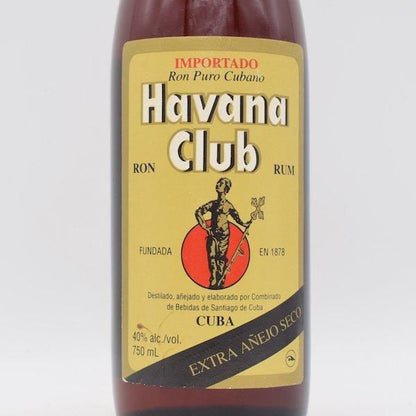 IMPORTADO
Ron Puro Cubano
Havana
Club
RON RUM
FUNDADA EN 1878
Destilado, añejado y elaborado por Combinado
de Bebidas de Santiago de Cuba
CUBA
40% alc./vol.
750 mL
EXTRA AÑEJO SECO